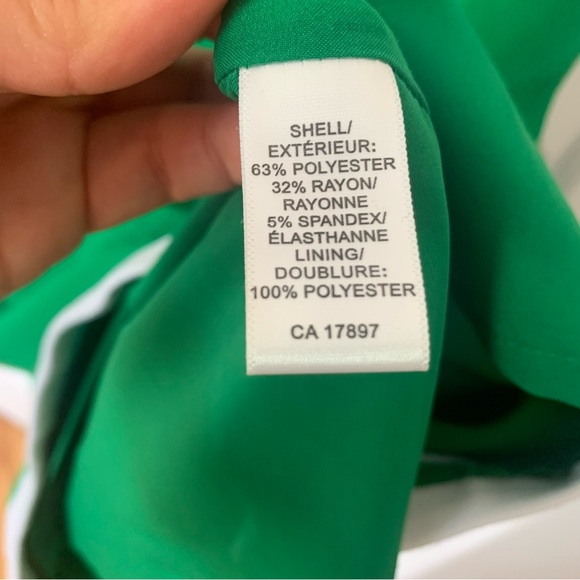 SHELL/
EXTÉRIEUR:
63% POLYESTER
32% RAYON/
RAYONNE
5% SPANDEX/
ÉLASTHANNE
LINING/
DOUBLURE:
100% POLYESTER
CA 17897